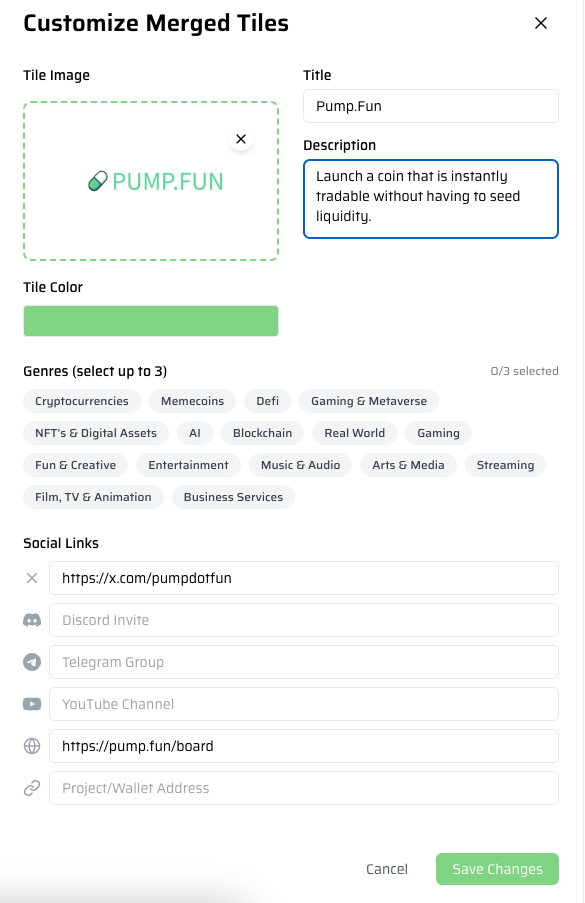 Customize Merged Tiles
Tile Image
PUMP.FUN
Title
Pump.Fun
Description
Launch a coin that is instantly
tradable without having to seed
liquidity.
Tile Color
Genres (select up to 3)
0/3 selected
Cryptocurrencies
Memecoins
Defi
Gaming & Metaverse
NFT's & Digital Assets
AI
Blockchain
Real World
Gaming
Fun & Creative
Entertainment
Music & Audio
Arts & Media
Streaming
Film, TV & Animation
Business Services
Social Links
https://x.com/pumpdotfun
Discord Invite
Telegram Group
YouTube Channel
https://pump.fun/board
Project/Wallet Address
Cancel
Save Changes